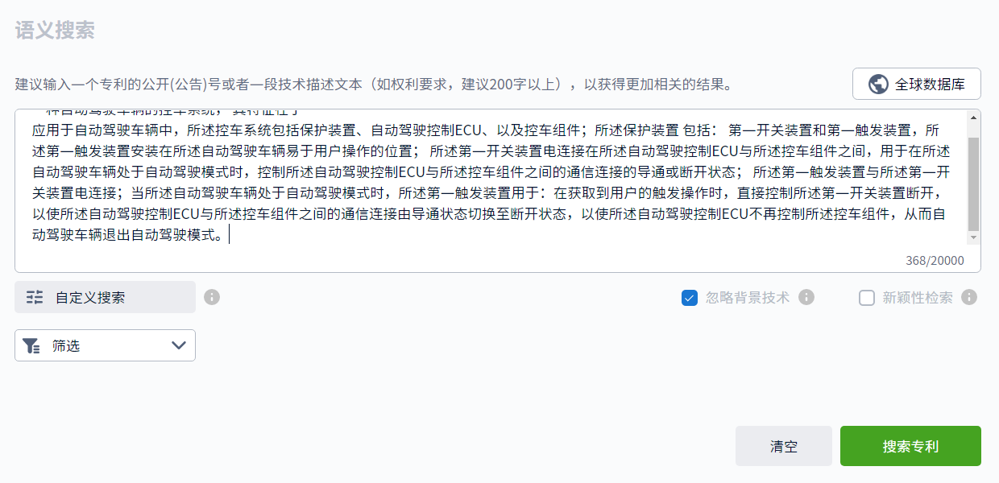 语义搜索
建议输入一个专利的公开(公告)号或者一段技术描述文本（如权利要求，建议200字以上），以获得更加相关的结果。
全球数据库
一种自动驾驶车辆的控车系统， 其特征在于
应用于自动驾驶车辆中，所述控车系统包括保护装置、自动驾驶控制ECU、以及控车组件；所述保护装置 包括： 第一开关装置和第一触发装置，所
述第一触发装置安装在所述自动驾驶车辆易于用户操作的位置； 所述第一开关装置电连接在所述自动驾驶控制ECU与所述控车组件之间，用于在所述
自动驾驶车辆处于自动驾驶模式时，控制所述自动驾驶控制ECU与所述控车组件之间的通信连接的导通或断开状态； 所述第一触发装置与所述第一开
关装置电连接；当所述自动驾驶车辆处于自动驾驶模式时，所述第一触发装置用于：在获取到用户的触发操作时，直接控制所述第一开关装置断开，
以使所述自动驾驶控制ECU与所述控车组件之间的通信连接由导通状态切换至断开状态，以使所述自动驾驶控制ECU不再控制所述控车组件，从而自
动驾驶车辆退出自动驾驶模式。
368/20000
自定义搜索
忽略背景技术
新颖性检索
筛选
清空
搜索专利